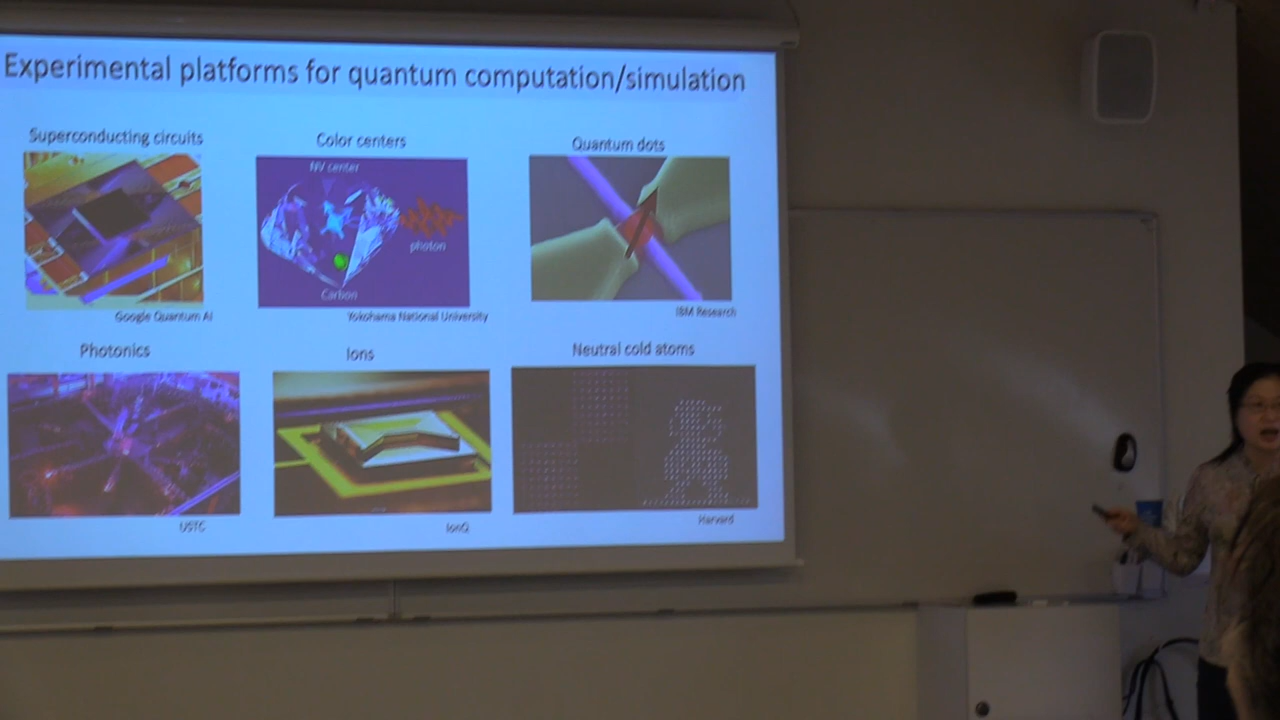 Experimental platforms for quantum computation/simulation
Superconducting circuits
Color centers
Quantum dots
NV center
photon
Carbon
Google Quantum AI
Yokohama National University
IBM Research
Photonics
Ions
Neutral cold atoms
USTC
IonQ
Harvard